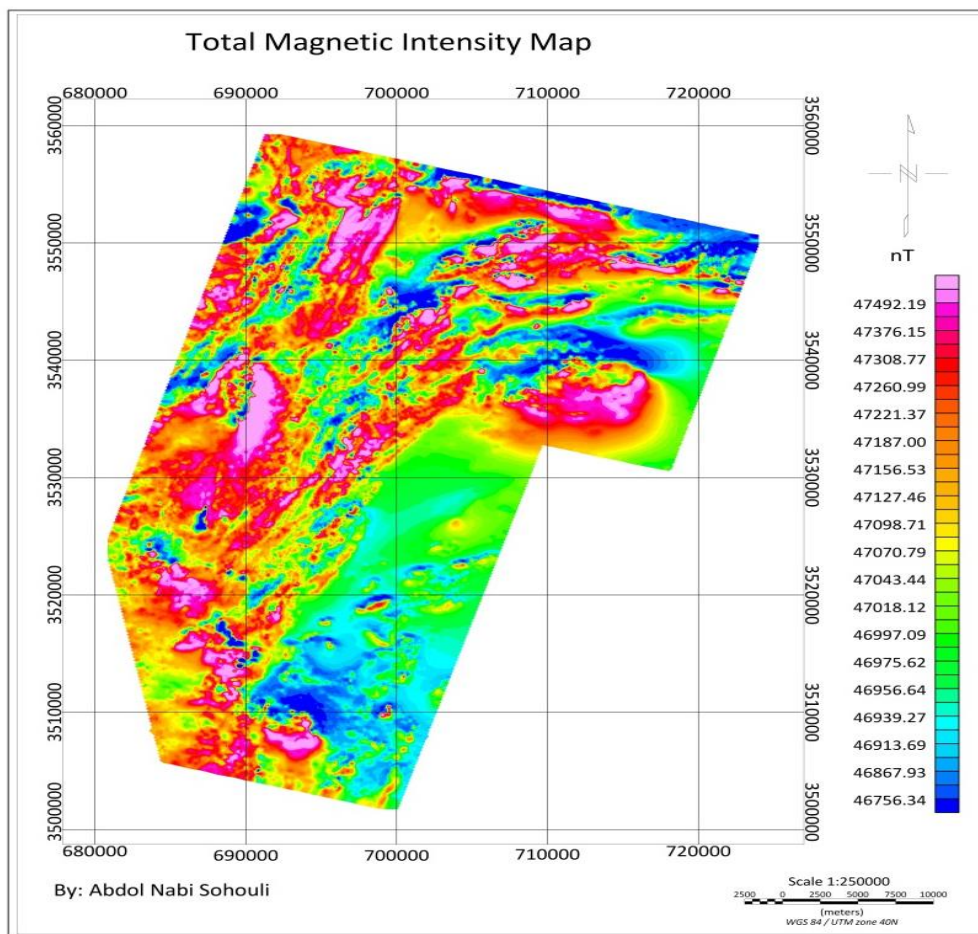 Total Magnetic Intensity Map
680000 690000 700000 710000 720000
3560000 3560000
3550000 3550000
3540000 3540000
3530000 3530000
3520000 3520000
3510000 3510000
3500000 3500000
680000 690000 700000 710000 720000
N
nT
47492.19
47376.15
47308.77
47260.99
47221.37
47187.00
47156.53
47127.46
47098.71
47070.79
47043.44
47018.12
46997.09
46975.62
46956.64
46939.27
46913.69
46867.93
46756.34
By: Abdol Nabi Sohouli
Scale 1:250000
2500 0 2500 5000 7500 10000
(meters)
WGS 84 / UTM zone 40N